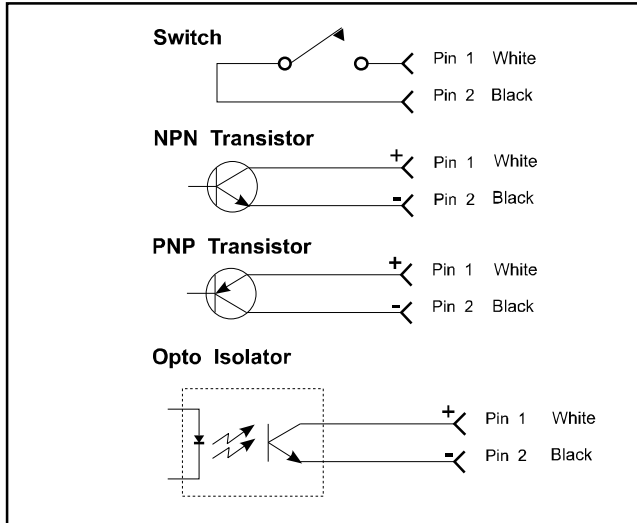 Switch
Pin 1 White
Pin 2 Black
NPN Transistor
+ Pin 1 White
- Pin 2 Black
PNP Transistor
+ Pin 1 White
- Pin 2 Black
Opto Isolator
+ Pin 1 White
- Pin 2 Black